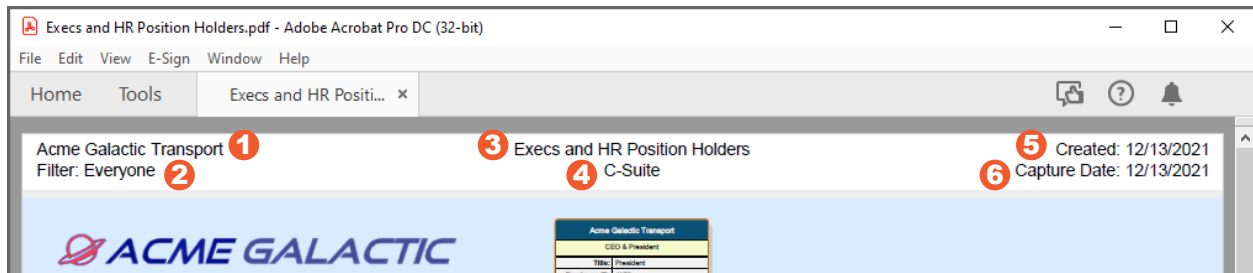 Execs and HR Position Holders.pdf - Adobe Acrobat Pro DC (32-bit)
File Edit View E-Sign Window Help
Home Tools Execs and HR Positi... ×
Acme Galactic Transport 1 3 Execs and HR Position Holders 5 Created: 12/13/2021
Filter: Everyone 2 4 C-Suite 6 Capture Date: 12/13/2021
ACME GALACTIC
Acme Galactic Transport
CEO & President
Title: President